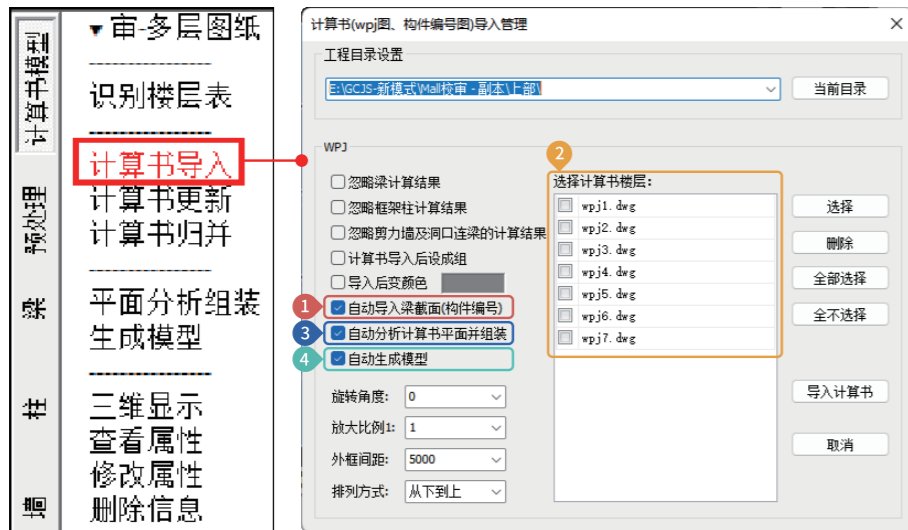 计算书模型
预处理
梁
柱
墙
▼亩-多层图纸
识别楼层表
计算书导入
计算书更新
计算书归并
平面分析组装
生成模型
三维显示
查看属性
修改属性
删除信息
计算书(wpj图、构件编号图)导入管理
工程目录设置
E:\GCJS-新模式\Mall校审 - 副本\上部\
当前目录
WPJ
忽略梁计算结果
忽略框架柱计算结果
忽略剪力墙及洞口连梁的计算结果
计算书导入后设成组
导入后变颜色
1 自动导入梁截面(构件编号)
3 自动分析计算书平面并组装
4 自动生成模型
旋转角度: 0
放大比例1: 1
外框间距: 5000
排列方式: 从下到上
2
选择计算书楼层:
wpj1.dwg
wpj2.dwg
wpj3.dwg
wpj4.dwg
wpj5.dwg
wpj6.dwg
wpj7.dwg
选择
删除
全部选择
全不选择
导入计算书
取消